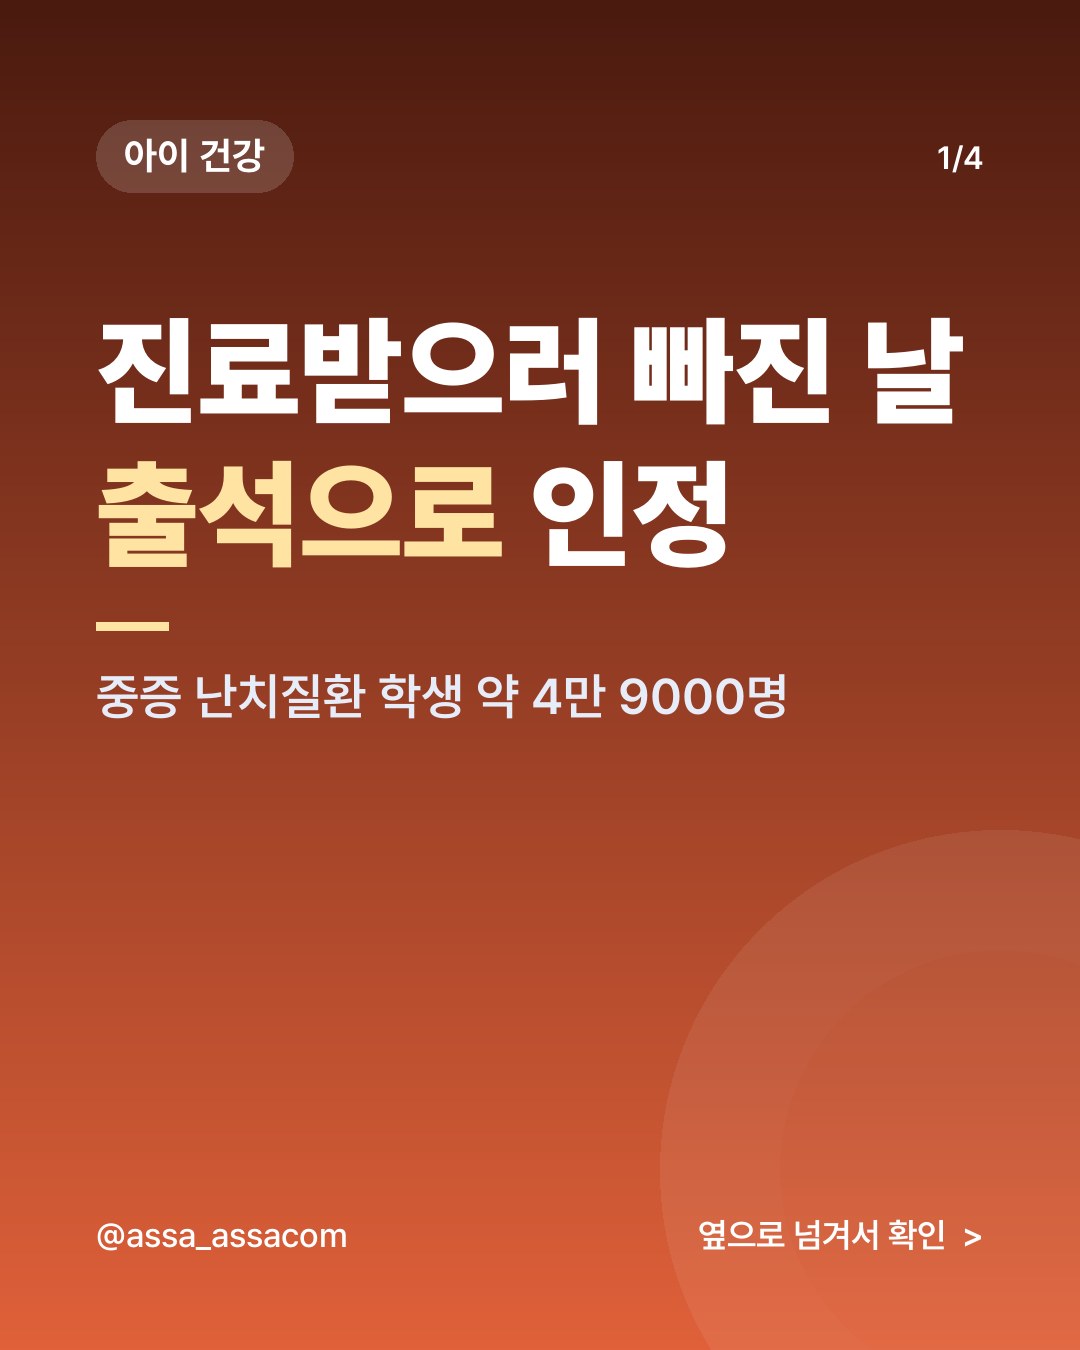 아이 건강
1/4
진료받으러 빠진 날
출석으로 인정
중증 난치질환 학생 약 4만 9000명
@assa_assacom
옆으로 넘겨서 확인 >